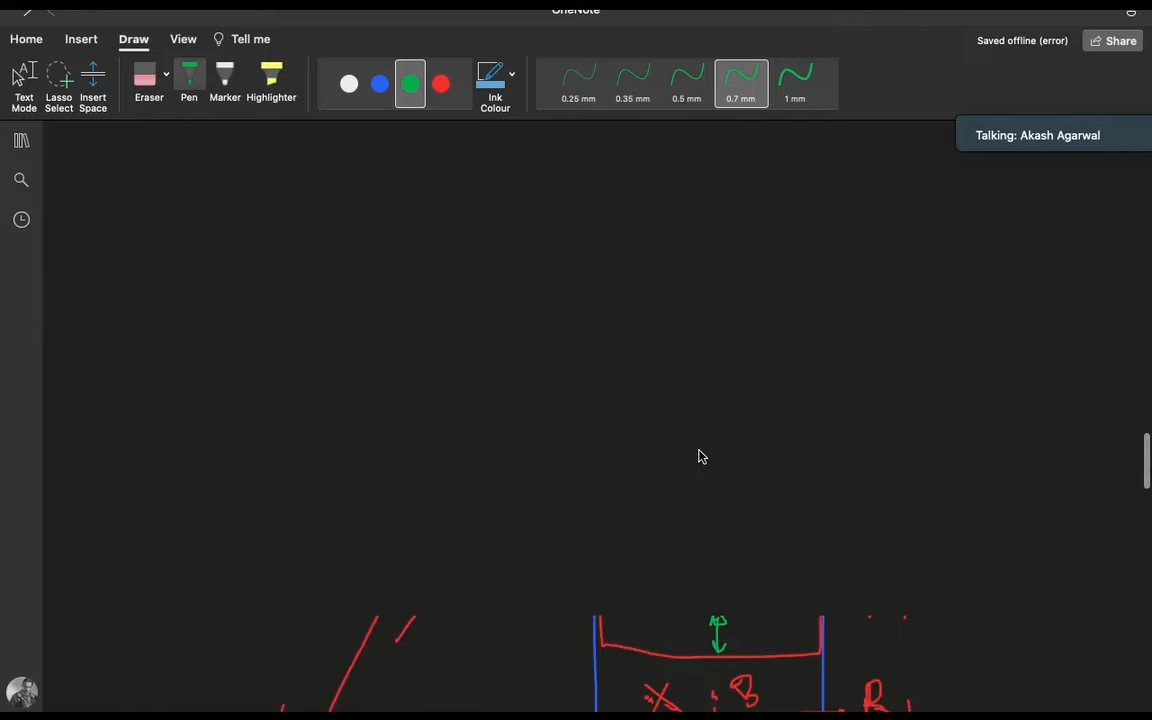 OneNote
Home Insert Draw View Tell me
Saved offline (error) Share
Text Mode
Lasso Select
Insert Space
Eraser
Pen
Marker
Highlighter
Ink Colour
0.25 mm
0.35 mm
0.5 mm
0.7 mm
1 mm
Talking: Akash Agarwal